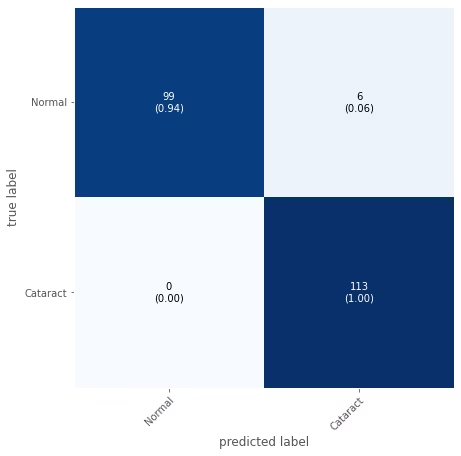 99
(0.94)
6
(0.06)
Normal
true label
0
(0.00)
113
(1.00)
Cataract
Normal
Cataract
predicted label